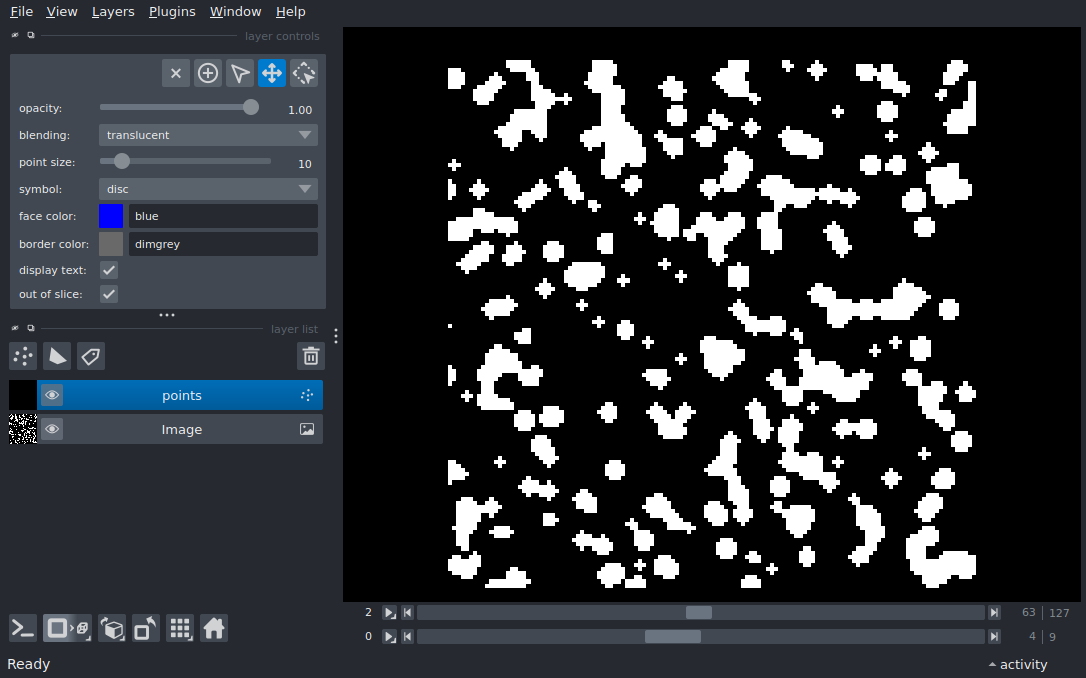 File View Layers Plugins Window Help
layer controls
opacity: 1.00
blending: translucent
point size: 10
symbol: disc
face color: blue
border color: dimgrey
display text:
out of slice:
layer list
points
Image
2 63 127
0 4 9
Ready activity